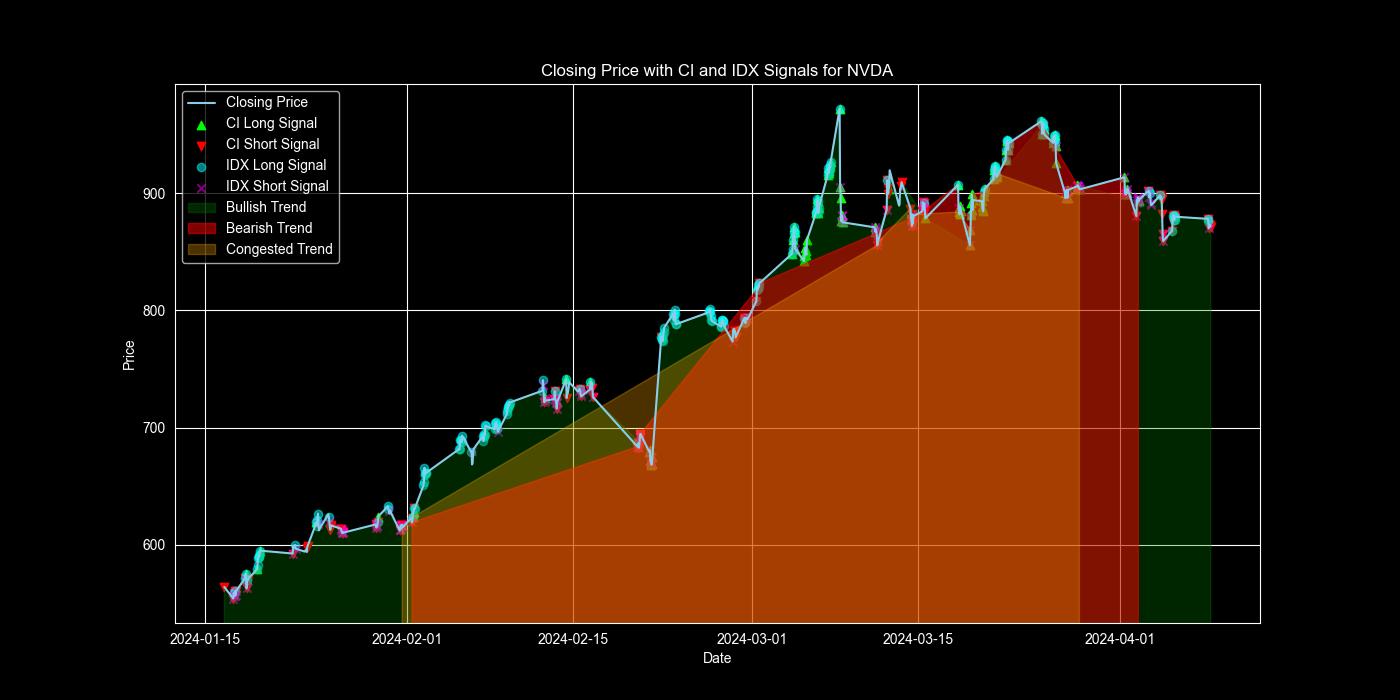 Closing Price with CI and IDX Signals for NVDA
Closing Price
CI Long Signal
CI Short Signal
IDX Long Signal
IDX Short Signal
Bullish Trend
Bearish Trend
Congested Trend
900
800
700
600
Price
2024-01-15 2024-02-01 2024-02-15 2024-03-01 2024-03-15 2024-04-01
Date